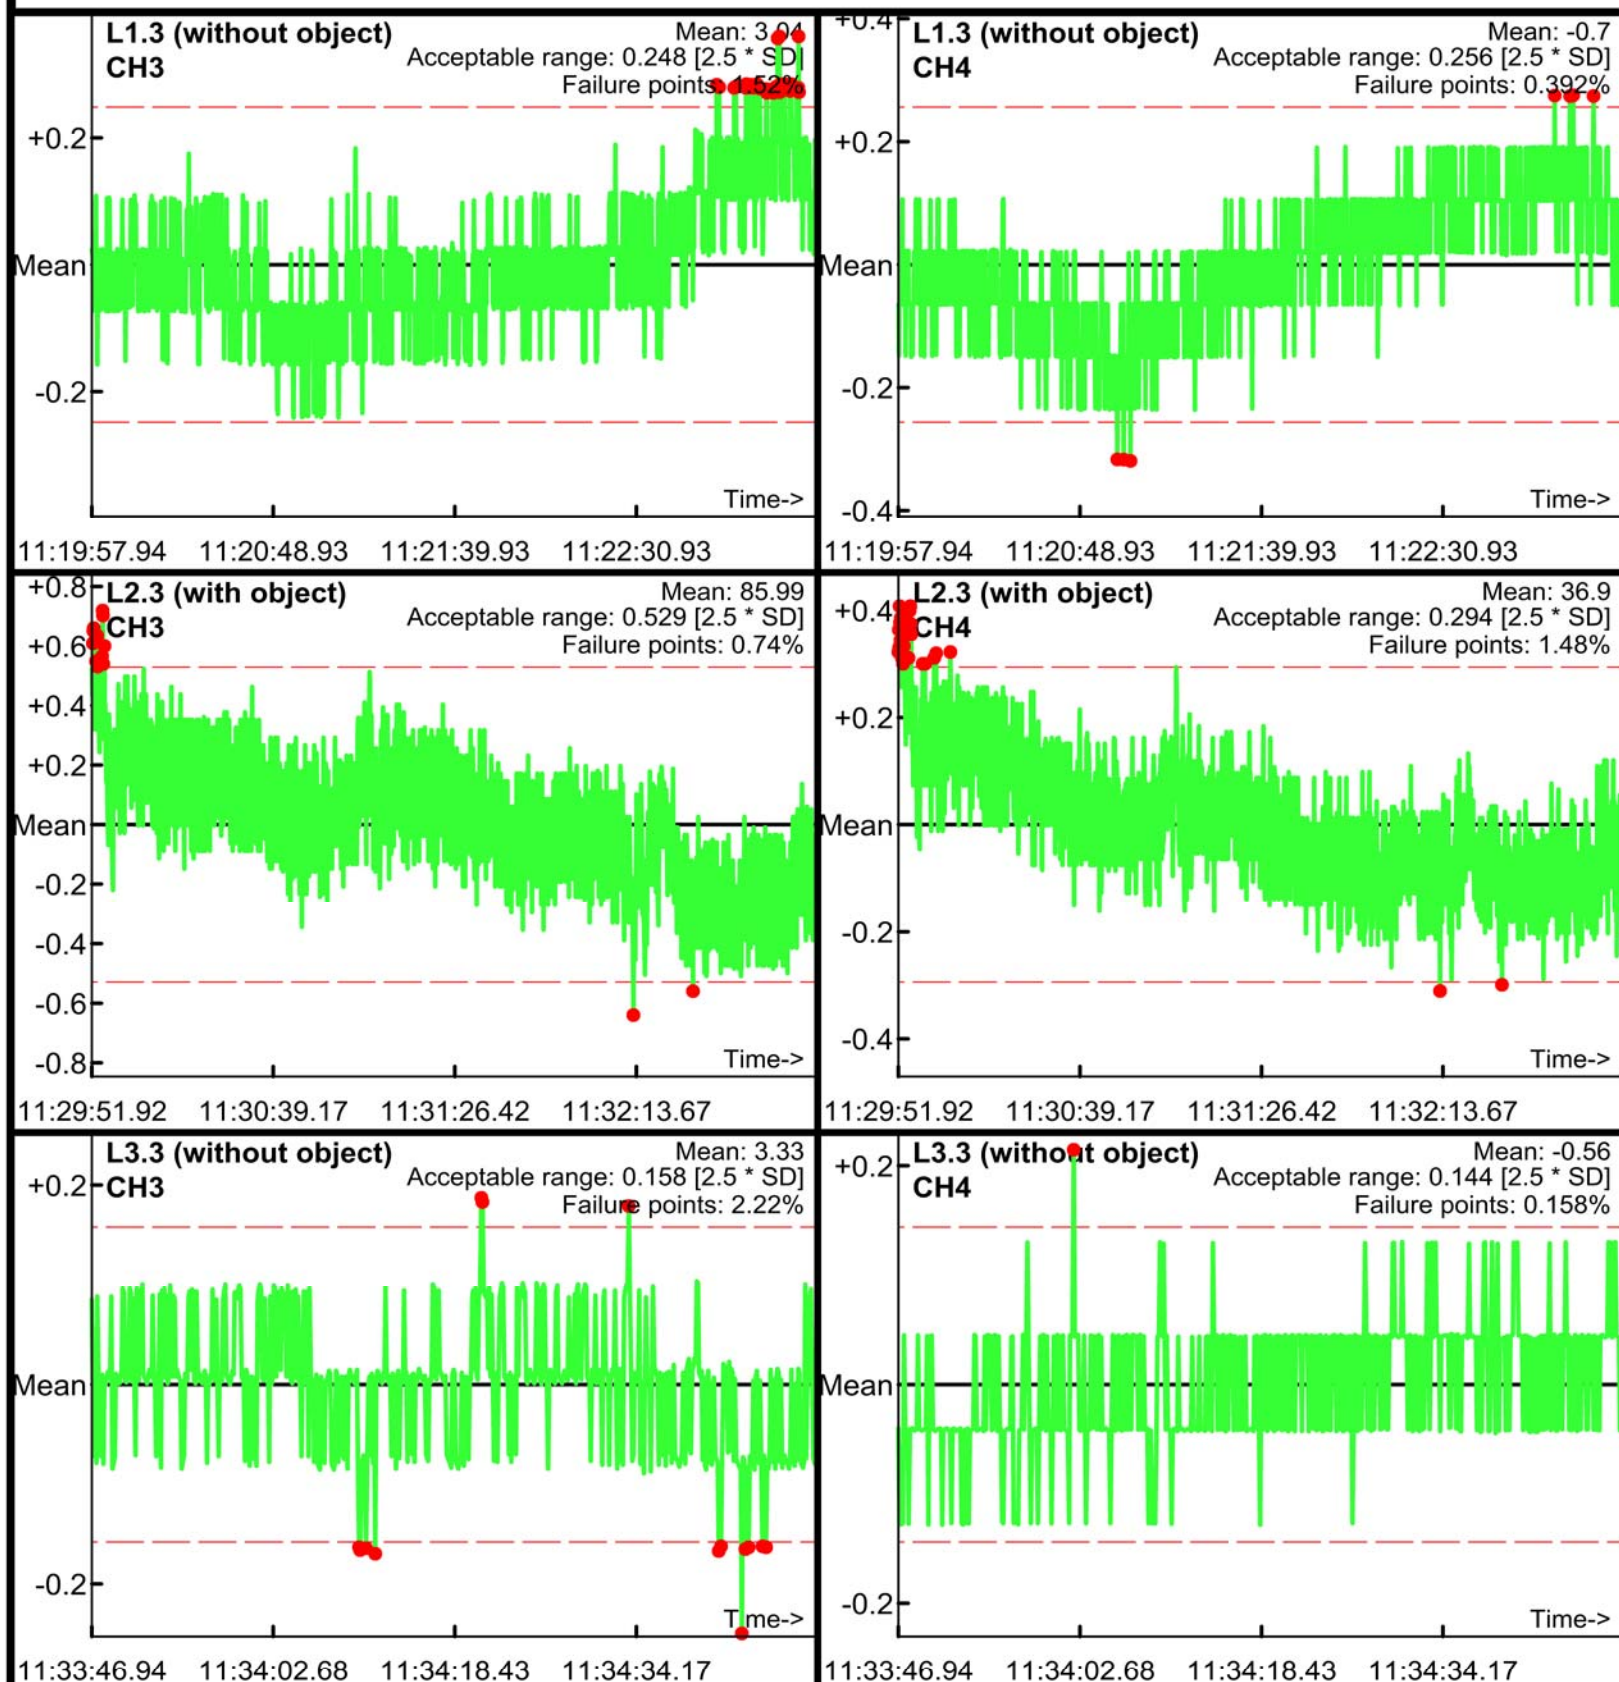 L1.3 (without object)
CH3
Mean: 3.04
Acceptable range: 0.248 [2.5 * SD]
Failure points: 1.52%
+0.2
Mean
-0.2
Time->
11:19:57.94 11:20:48.93 11:21:39.93 11:22:30.93
+0.4
L1.3 (without object)
CH4
Mean: -0.7
Acceptable range: 0.256 [2.5 * SD]
Failure points: 0.392%
+0.2
Mean
-0.2
-0.4
Time->
11:19:57.94 11:20:48.93 11:21:39.93 11:22:30.93
+0.8
L2.3 (with object)
CH3
Mean: 85.99
Acceptable range: 0.529 [2.5 * SD]
Failure points: 0.74%
+0.6
+0.4
+0.2
Mean
-0.2
-0.4
-0.6
-0.8
Time->
11:29:51.92 11:30:39.17 11:31:26.42 11:32:13.67
L2.3 (with object)
CH4
Mean: 36.9
Acceptable range: 0.294 [2.5 * SD]
Failure points: 1.48%
+0.4
+0.2
Mean
-0.2
-0.4
Time->
11:29:51.92 11:30:39.17 11:31:26.42 11:32:13.67
L3.3 (without object)
CH3
Mean: 3.33
Acceptable range: 0.158 [2.5 * SD]
Failure points: 2.22%
+0.2
Mean
-0.2
Time->
11:33:46.94 11:34:02.68 11:34:18.43 11:34:34.17
L3.3 (without object)
CH4
Mean: -0.56
Acceptable range: 0.144 [2.5 * SD]
Failure points: 0.158%
+0.2
Mean
-0.2
Time->
11:33:46.94 11:34:02.68 11:34:18.43 11:34:34.17